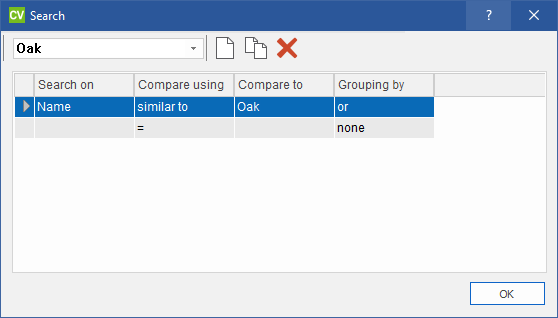 CV Search ?
Oak
Search on Compare using Compare to Grouping by
Name similar to Oak or
= none
OK